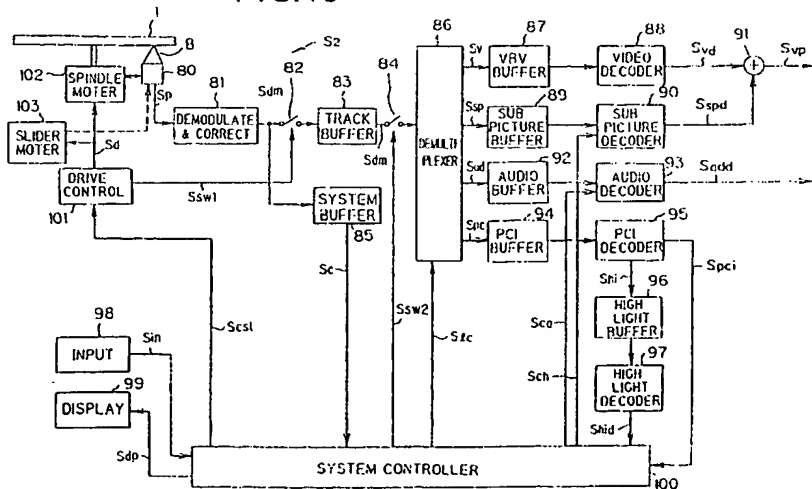 1
B
S2
86
87
88
102
SPINDLE
MOTER
80
81
Sdm
82
83
84
Sv
VBV
BUFFER
VIDEO
DECODER
Svd
91
Svp
103
Sp
DEMODULATE
& CORRECT
TRACK
BUFFER
Sdm
Ssp
89
90
SUB
PICTURE
BUFFER
SUB
PICTURE
DECODER
Sspd
SLIDER
MOTER
Sd
DEMULTI
PLEXER
Sad
92
93
AUDIO
BUFFER
AUDIO
DECODER
Sadd
DRIVE
CONTROL
101
Ssw1
SYSTEM
BUFFER
85
Spc
94
95
PCI
BUFFER
PCI
DECODER
Spci
Sc
Shi
96
HIGH
LIGHT
BUFFER
98
INPUT
Sin
Scsl
Ssw2
Slc
Sca
Sch
97
HIGH
LIGHT
DECODER
99
DISPLAY
Sdp
Shid
SYSTEM CONTROLLER
100